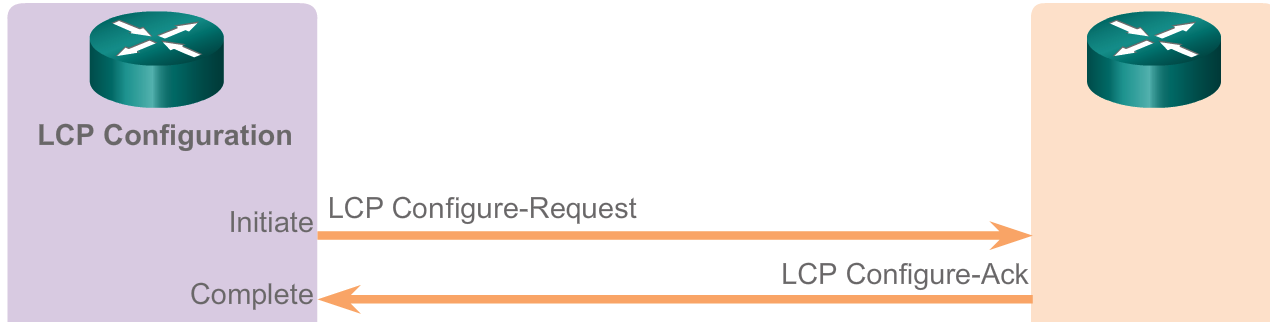 LCP Configuration
Initiate
LCP Configure-Request
LCP Configure-Ack
Complete